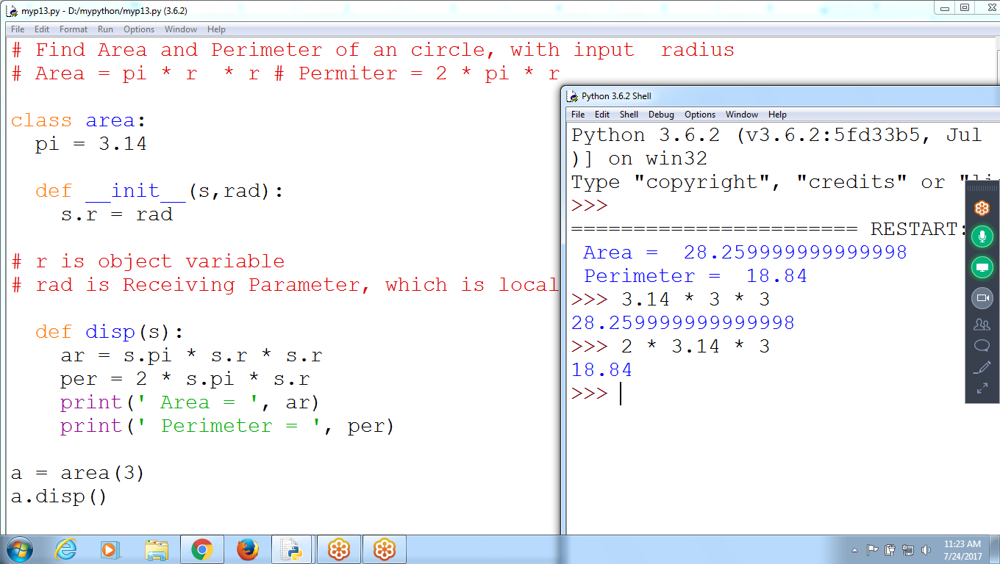 myp13.py - D:/mypython/myp13.py (3.6.2)
File Edit Format Run Options Window Help
# Find Area and Perimeter of an circle, with input  radius
# Area = pi * r  * r # Permiter = 2 * pi * r
class area:
  pi = 3.14
  def __init__(s,rad):
    s.r = rad
# r is object variable
# rad is Receiving Parameter, which is local
  def disp(s):
    ar = s.pi * s.r * s.r
    per = 2 * s.pi * s.r
    print(' Area = ', ar)
    print(' Perimeter = ', per)
a = area(3)
a.disp()
Python 3.6.2 Shell
File Edit Shell Debug Options Window Help
Python 3.6.2 (v3.6.2:5fd33b5, Jul
)] on win32
Type "copyright", "credits" or
>>>
======================= RESTART:
 Area =  28.259999999999998
 Perimeter =  18.84
>>> 3.14 * 3 * 3
28.259999999999998
>>> 2 * 3.14 * 3
18.84
>>>
11:23 AM
7/24/2017